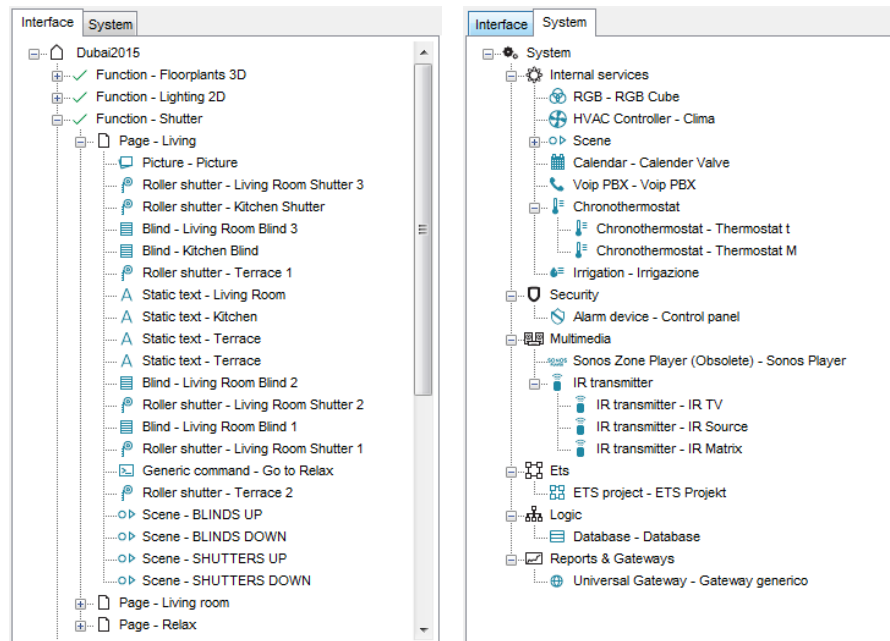 Interface System
Dubai2015
Function - Floorplants 3D
Function - Lighting 2D
Function - Shutter
Page - Living
Picture - Picture
Roller shutter - Living Room Shutter 3
Roller shutter - Kitchen Shutter
Blind - Living Room Blind 3
Blind - Kitchen Blind
Roller shutter - Terrace 1
Static text - Living Room
Static text - Kitchen
Static text - Terrace
Static text - Terrace
Blind - Living Room Blind 2
Roller shutter - Living Room Shutter 2
Blind - Living Room Blind 1
Roller shutter - Living Room Shutter 1
Generic command - Go to Relax
Roller shutter - Terrace 2
Scene - BLINDS UP
Scene - BLINDS DOWN
Scene - SHUTTERS UP
Scene - SHUTTERS DOWN
Page - Living room
Page - Relax
Interface System
System
Internal services
RGB - RGB Cube
HVAC Controller - Clima
Scene
Calendar - Calender Valve
Voip PBX - Voip PBX
Chronothermostat
Chronothermostat - Thermostat t
Chronothermostat - Thermostat M
Irrigation - Irrigazione
Security
Alarm device - Control panel
Multimedia
Sonos Zone Player (Obsolete) - Sonos Player
IR transmitter
IR transmitter - IR TV
IR transmitter - IR Source
IR transmitter - IR Matrix
Ets
ETS project - ETS Projekt
Logic
Database - Database
Reports & Gateways
Universal Gateway - Gateway generico